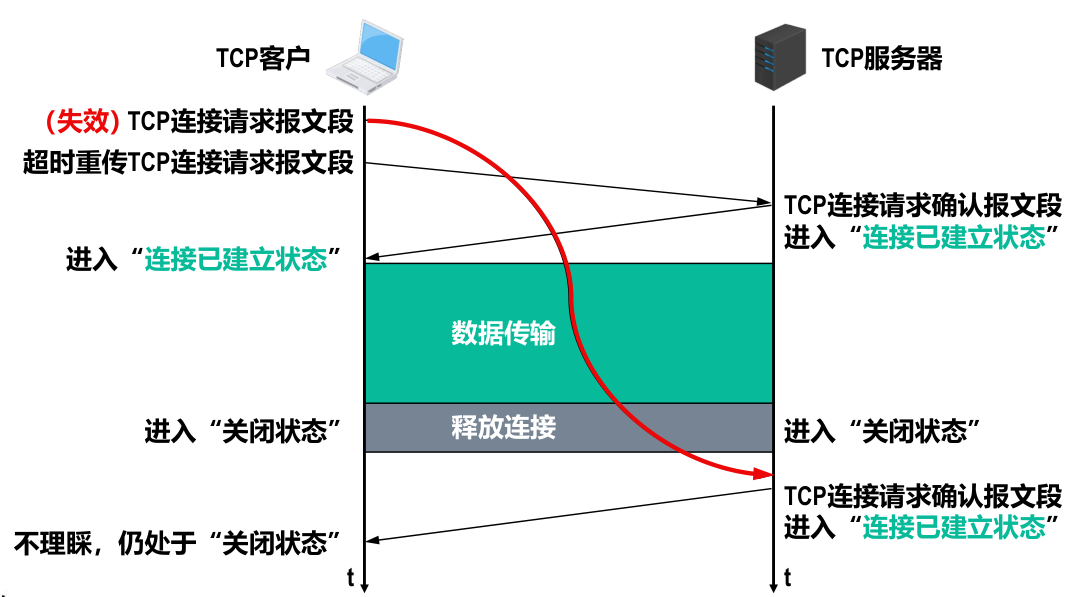 TCP客户
TCP服务器
（失效）TCP连接请求报文段
超时重传TCP连接请求报文段
TCP连接请求确认报文段
进入“连接已建立状态”
进入“连接已建立状态”
数据传输
进入“关闭状态”
释放连接
进入“关闭状态”
TCP连接请求确认报文段
进入“连接已建立状态”
不理睬，仍处于“关闭状态”
t
t